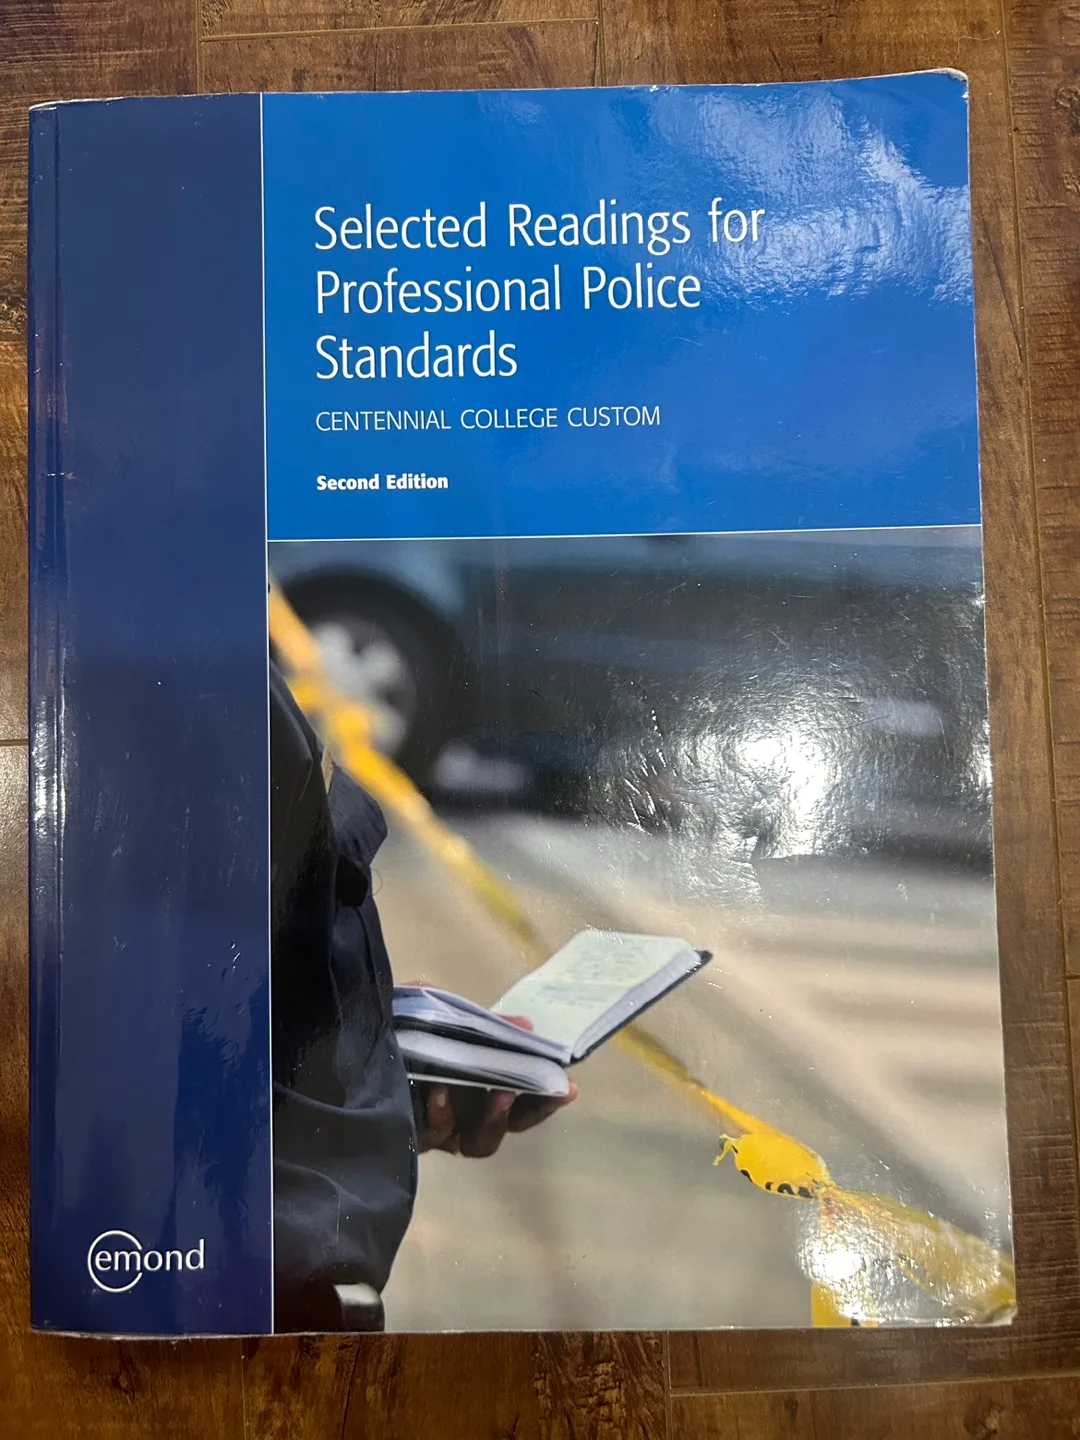 Selected Readings for
Professional Police
Standards
CENTENNIAL COLLEGE CUSTOM
Second Edition
emond